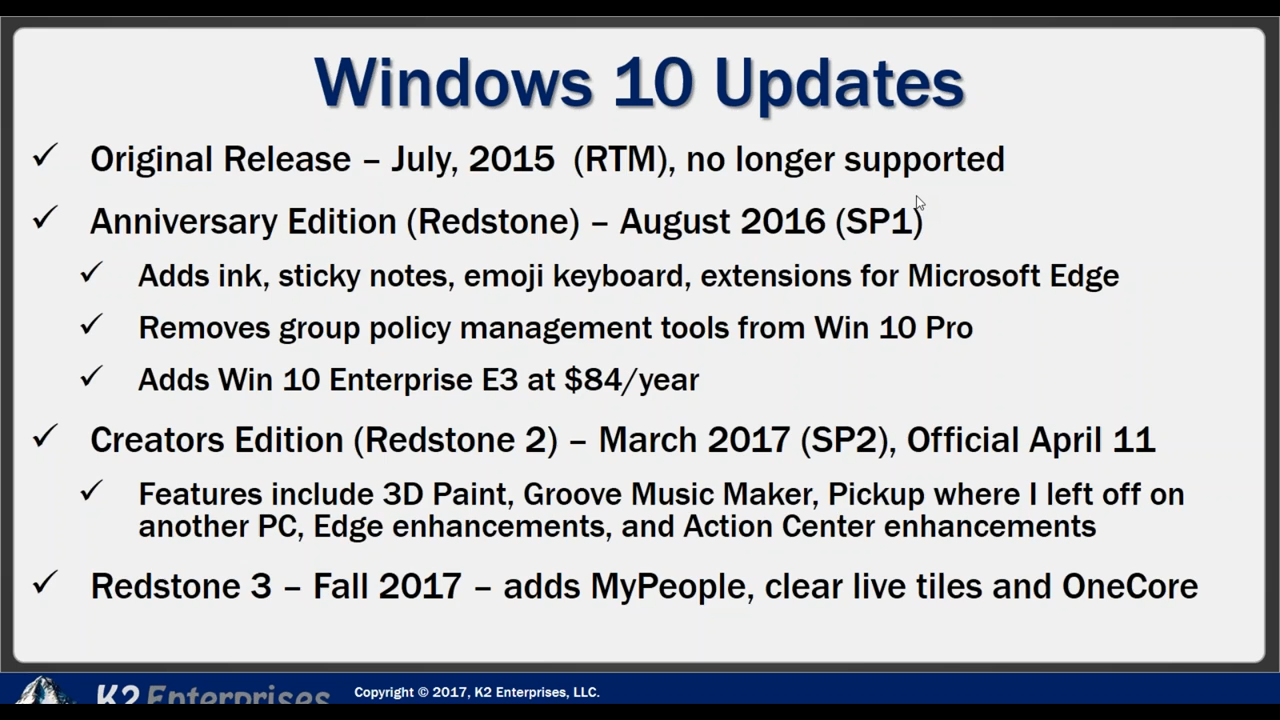 Windows 10 Updates
✓ Original Release – July, 2015 (RTM), no longer supported
✓ Anniversary Edition (Redstone) – August 2016 (SP1)
✓ Adds ink, sticky notes, emoji keyboard, extensions for Microsoft Edge
✓ Removes group policy management tools from Win 10 Pro
✓ Adds Win 10 Enterprise E3 at $84/year
✓ Creators Edition (Redstone 2) – March 2017 (SP2), Official April 11
✓ Features include 3D Paint, Groove Music Maker, Pickup where I left off on
another PC, Edge enhancements, and Action Center enhancements
✓ Redstone 3 – Fall 2017 – adds MyPeople, clear live tiles and OneCore
K2 Enterprises
Copyright © 2017, K2 Enterprises, LLC.